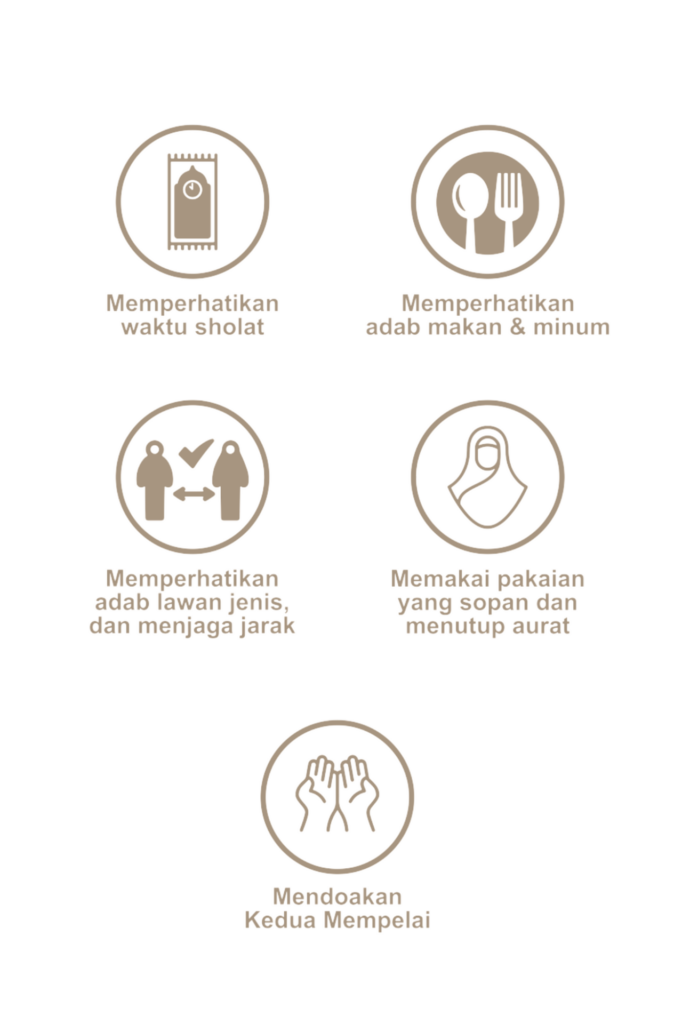 Memperhatikan
waktu sholat
Memperhatikan
adab makan & minum
Memperhatikan
adab lawan jenis,
dan menjaga jarak
Memakai pakaian
yang sopan dan
menutup aurat
Mendoakan
Kedua Mempelai